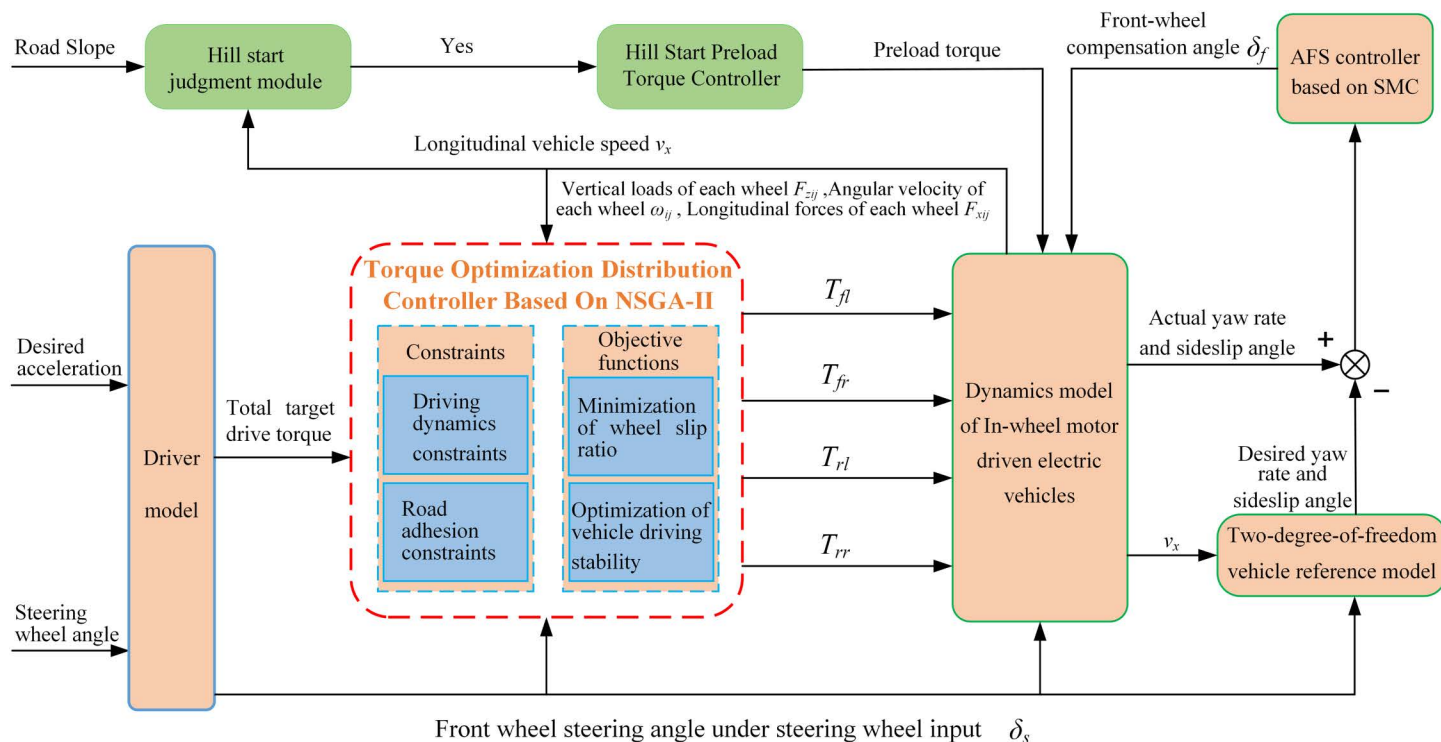 Road Slope
Hill start
judgment module
Yes
Hill Start Preload
Torque Controller
Preload torque
Front-wheel
compensation angle δf
AFS controller
based on SMC
Longitudinal vehicle speed vx
Vertical loads of each wheel Fzij ,Angular velocity of
each wheel ωij , Longitudinal forces of each wheel Fxij
Desired
acceleration
Steering
wheel angle
Driver
model
Total target
drive torque
Torque Optimization Distribution
Controller Based On NSGA-II
Constraints
Driving
dynamics
constraints
Road
adhesion
constraints
Objective
functions
Minimization
of wheel slip
ratio
Optimization of
vehicle driving
stability
Tfl
Tfr
Trl
Trr
Dynamics model
of In-wheel motor
driven electric
vehicles
Actual yaw rate
and sideslip angle
+
−
Desired yaw
rate and
sideslip angle
vx
Two-degree-of-freedom
vehicle reference model
Front wheel steering angle under steering wheel input δs